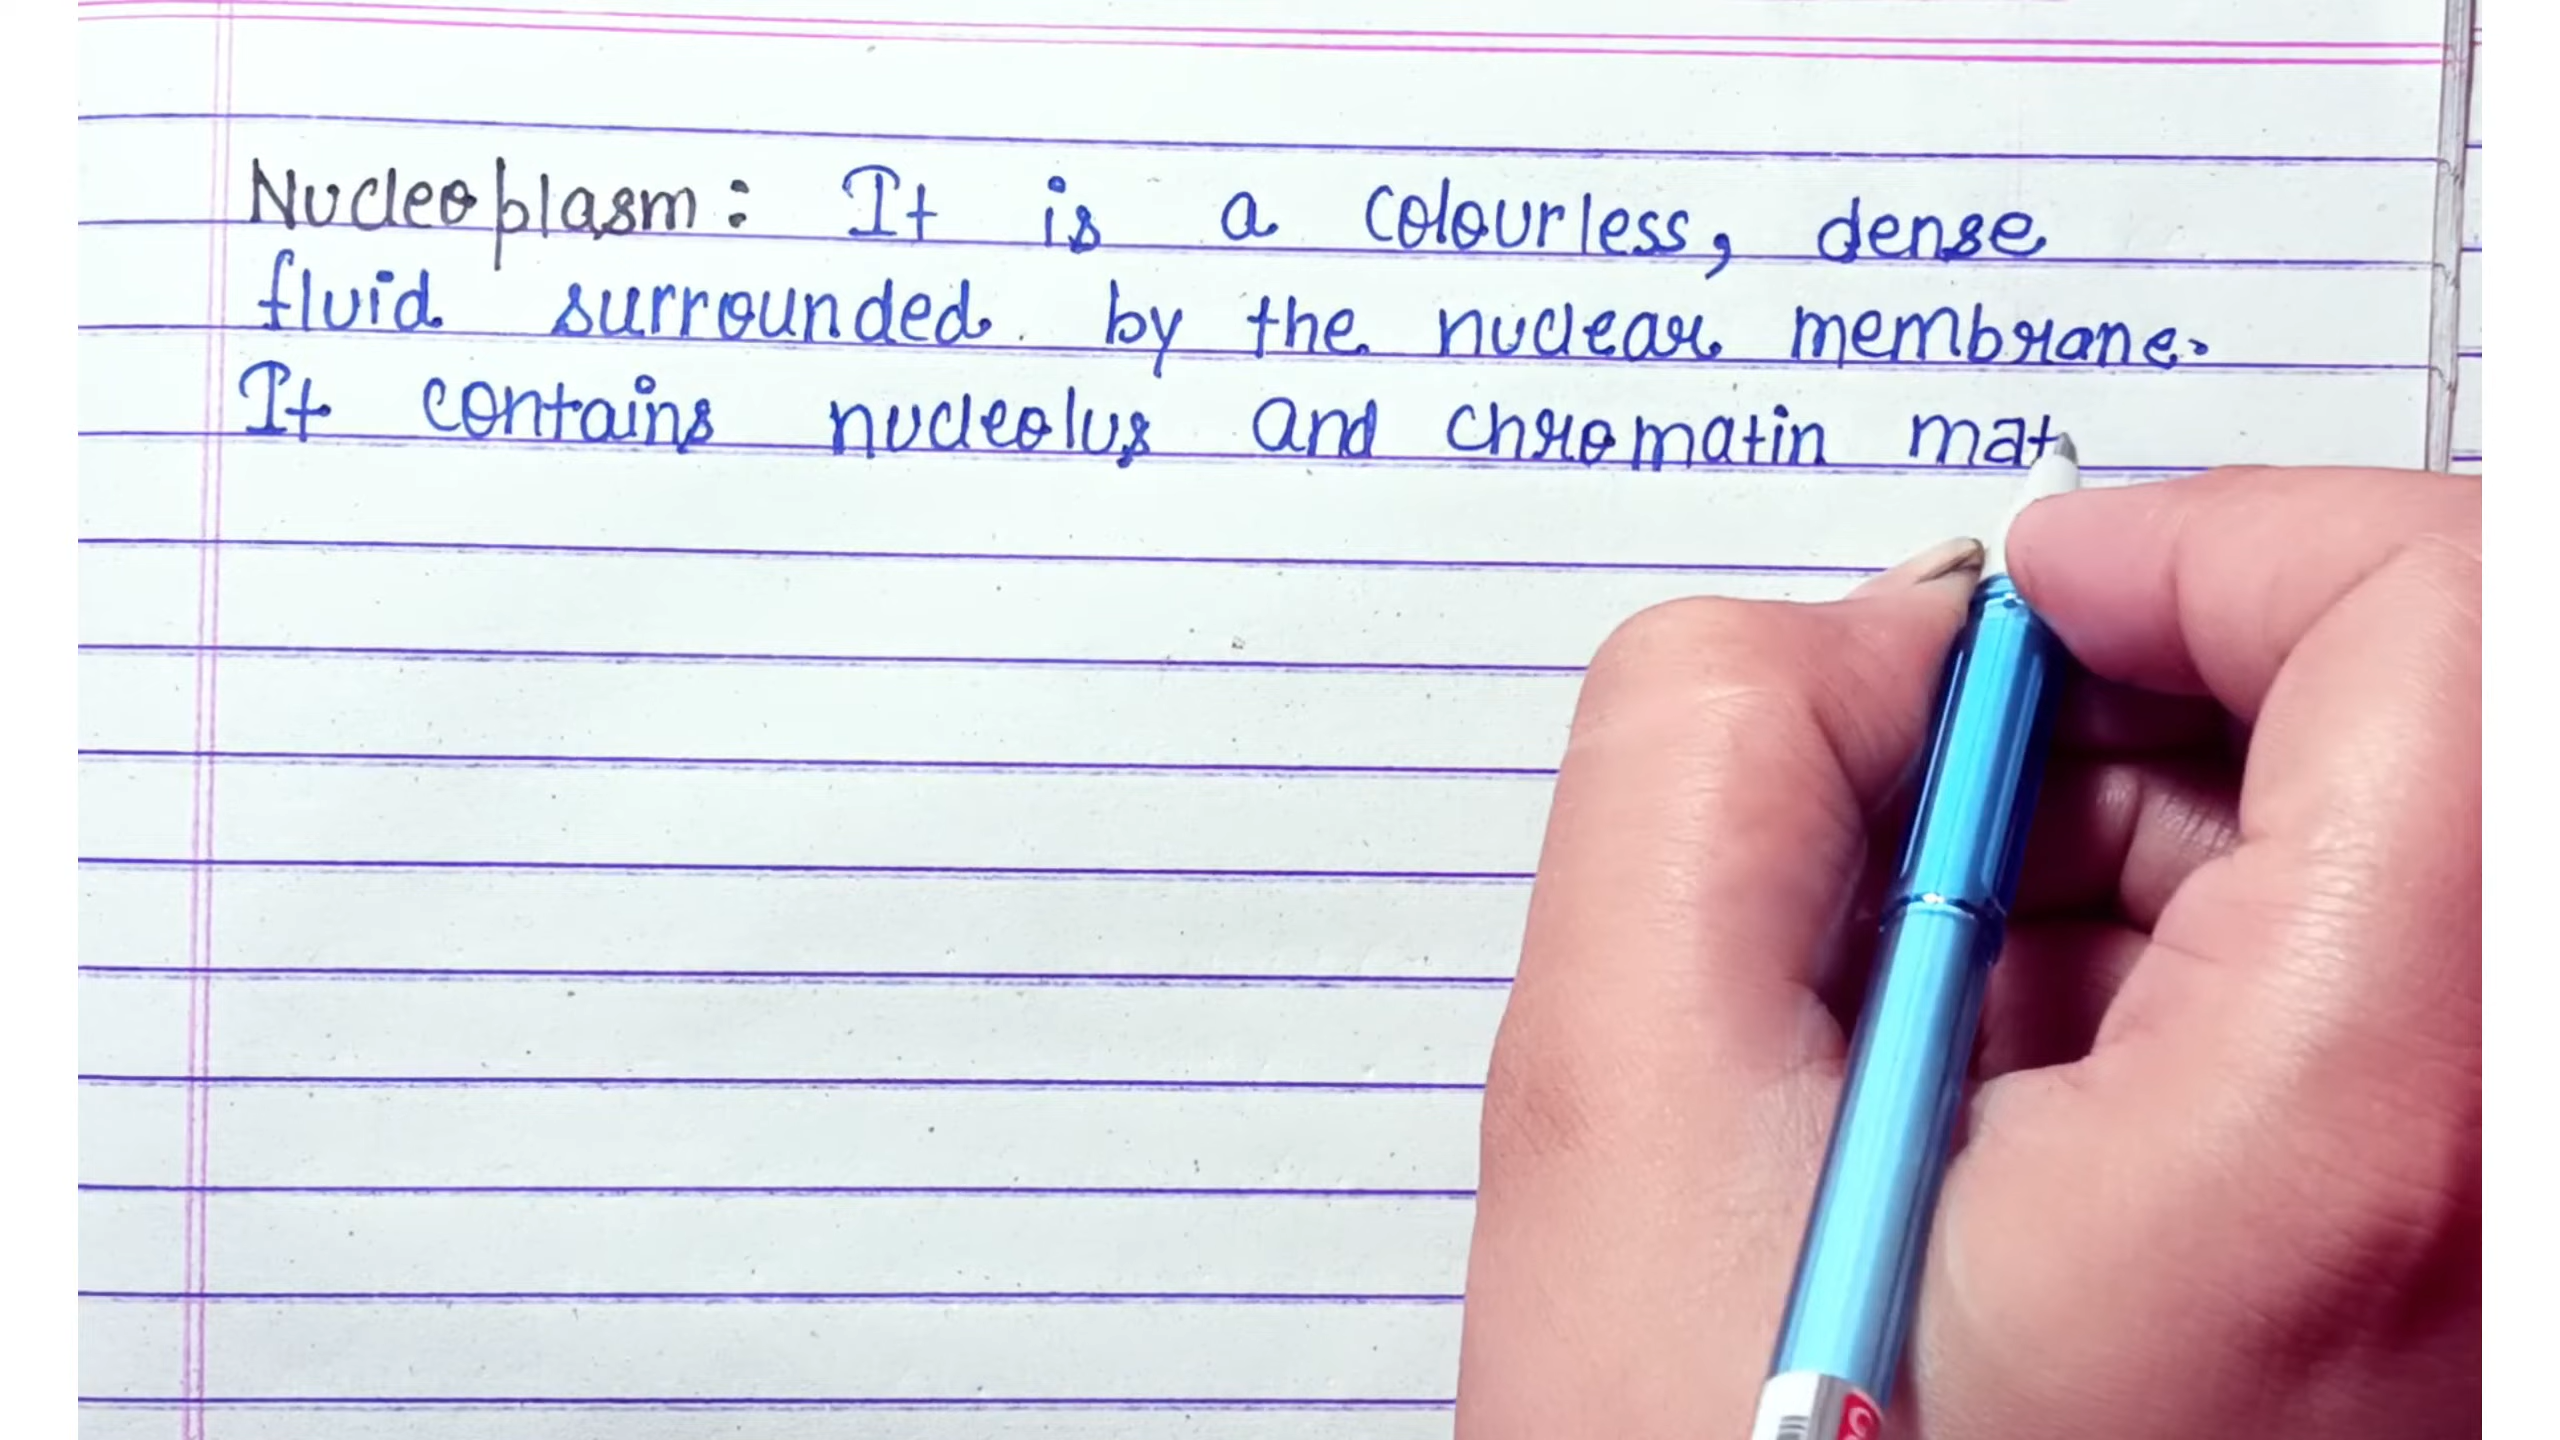 Nucleoplasm: It is a colourless, dense
fluid surrounded by the nuclear membrane.
It contains nucleolus and chromatin mat